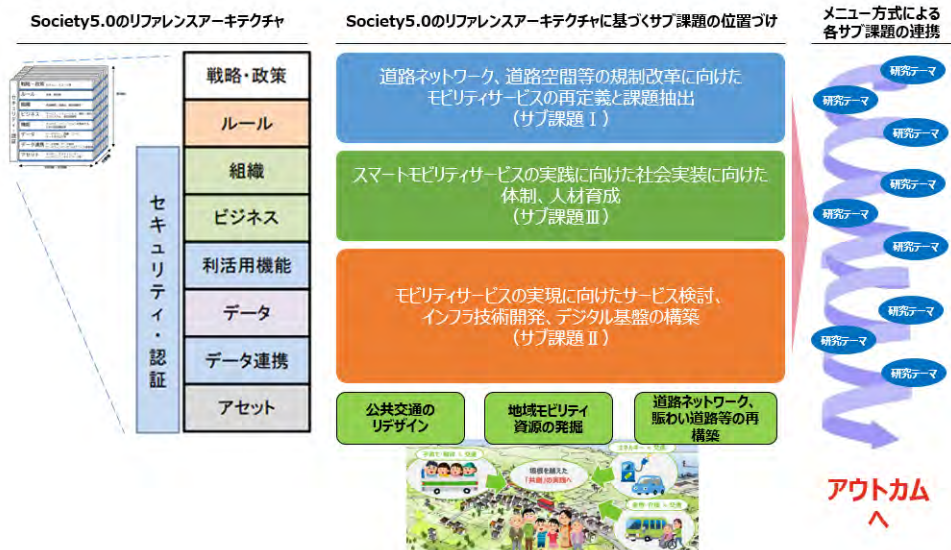 Society5.0のリファレンスアーキテクチャ
Society5.0のリファレンスアーキテクチャに基づくサブ課題の位置づけ
メニュー方式による
各サブ課題の連携
戦略・政策
ルール
組織
ビジネス
利活用機能
データ
データ連携
アセット
セキュリティ・認証
道路ネットワーク、道路空間等の規制改革に向けた
モビリティサービスの再定義と課題抽出
(サブ課題Ⅰ)
スマートモビリティサービスの実践に向けた社会実装に向けた
体制、人材育成
(サブ課題Ⅲ)
モビリティサービスの実現に向けたサービス検討、
インフラ技術開発、デジタル基盤の構築
(サブ課題Ⅱ)
公共交通の
リデザイン
地域モビリティ
資源の発掘
道路ネットワーク、
賑わい道路等の再
構築
垣根を越えた
「共創」の実現へ
研究テーマ
研究テーマ
研究テーマ
研究テーマ
研究テーマ
研究テーマ
研究テーマ
研究テーマ
研究テーマ
アウトカム
へ